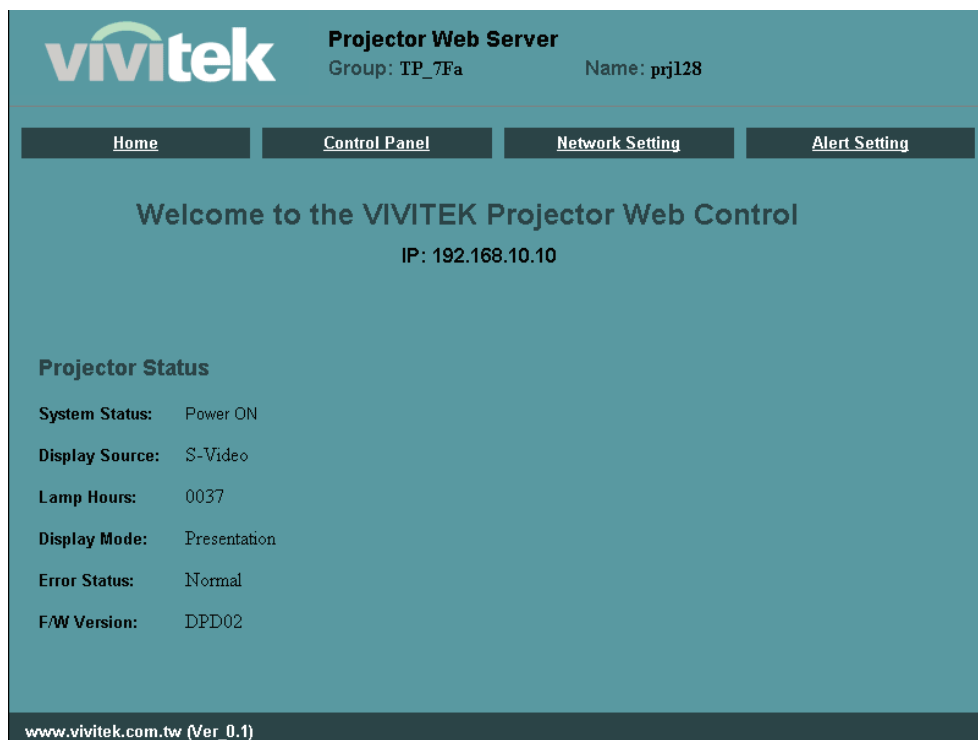 vivitek
Projector Web Server
Group: TP_7Fa Name: prj128
Home Control Panel Network Setting Alert Setting
Welcome to the VIVITEK Projector Web Control
IP: 192.168.10.10
Projector Status
System Status: Power ON
Display Source: S-Video
Lamp Hours: 0037
Display Mode: Presentation
Error Status: Normal
F/W Version: DPD02
www.vivitek.com.tw (Ver_0.1)